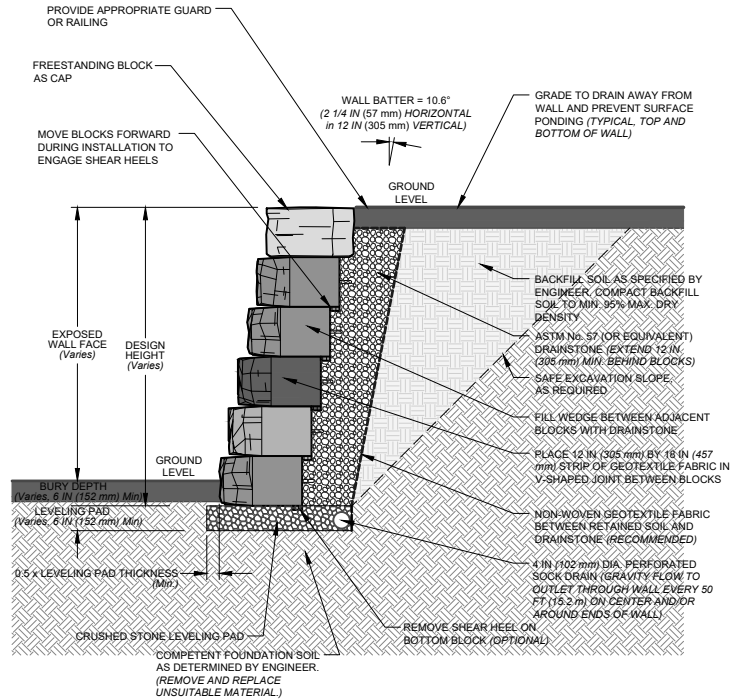 PROVIDE APPROPRIATE GUARD
OR RAILING
FREESTANDING BLOCK
AS CAP
WALL BATTER = 10.6°
(2 1/4 IN (57 mm) HORIZONTAL
in 12 IN (305 mm) VERTICAL)
GRADE TO DRAIN AWAY FROM
WALL AND PREVENT SURFACE
PONDING (TYPICAL, TOP AND
BOTTOM OF WALL)
MOVE BLOCKS FORWARD
DURING INSTALLATION TO
ENGAGE SHEAR HEELS
GROUND
LEVEL
BACKFILL SOIL AS SPECIFIED BY
ENGINEER, COMPACT BACKFILL
SOIL TO MIN. 95% MAX. DRY
DENSITY
EXPOSED
WALL FACE
(Varies)
DESIGN
HEIGHT
(Varies)
ASTM No. 57 (OR EQUIVALENT)
DRAINSTONE (EXTEND 12 IN
(305 mm) MIN. BEHIND BLOCKS)
SAFE EXCAVATION SLOPE,
AS REQUIRED
FILL WEDGE BETWEEN ADJACENT
BLOCKS WITH DRAINSTONE
PLACE 12 IN (305 mm) BY 18 IN (457
mm) STRIP OF GEOTEXTILE FABRIC IN
V-SHAPED JOINT BETWEEN BLOCKS
GROUND
LEVEL
BURY DEPTH
(Varies, 6 IN (152 mm) Min)
LEVELING PAD
(Varies, 6 IN (152 mm) Min)
NON-WOVEN GEOTEXTILE FABRIC
BETWEEN RETAINED SOIL AND
DRAINSTONE (RECOMMENDED)
4 IN (102 mm) DIA. PERFORATED
SOCK DRAIN (GRAVITY FLOW TO
OUTLET THROUGH WALL EVERY 50
FT (15.2 m) ON CENTER AND/OR
AROUND ENDS OF WALL)
0.5 x LEVELING PAD THICKNESS
(Min.)
REMOVE SHEAR HEEL ON
BOTTOM BLOCK (OPTIONAL)
CRUSHED STONE LEVELING PAD
COMPETENT FOUNDATION SOIL
AS DETERMINED BY ENGINEER.
(REMOVE AND REPLACE
UNSUITABLE MATERIAL.)